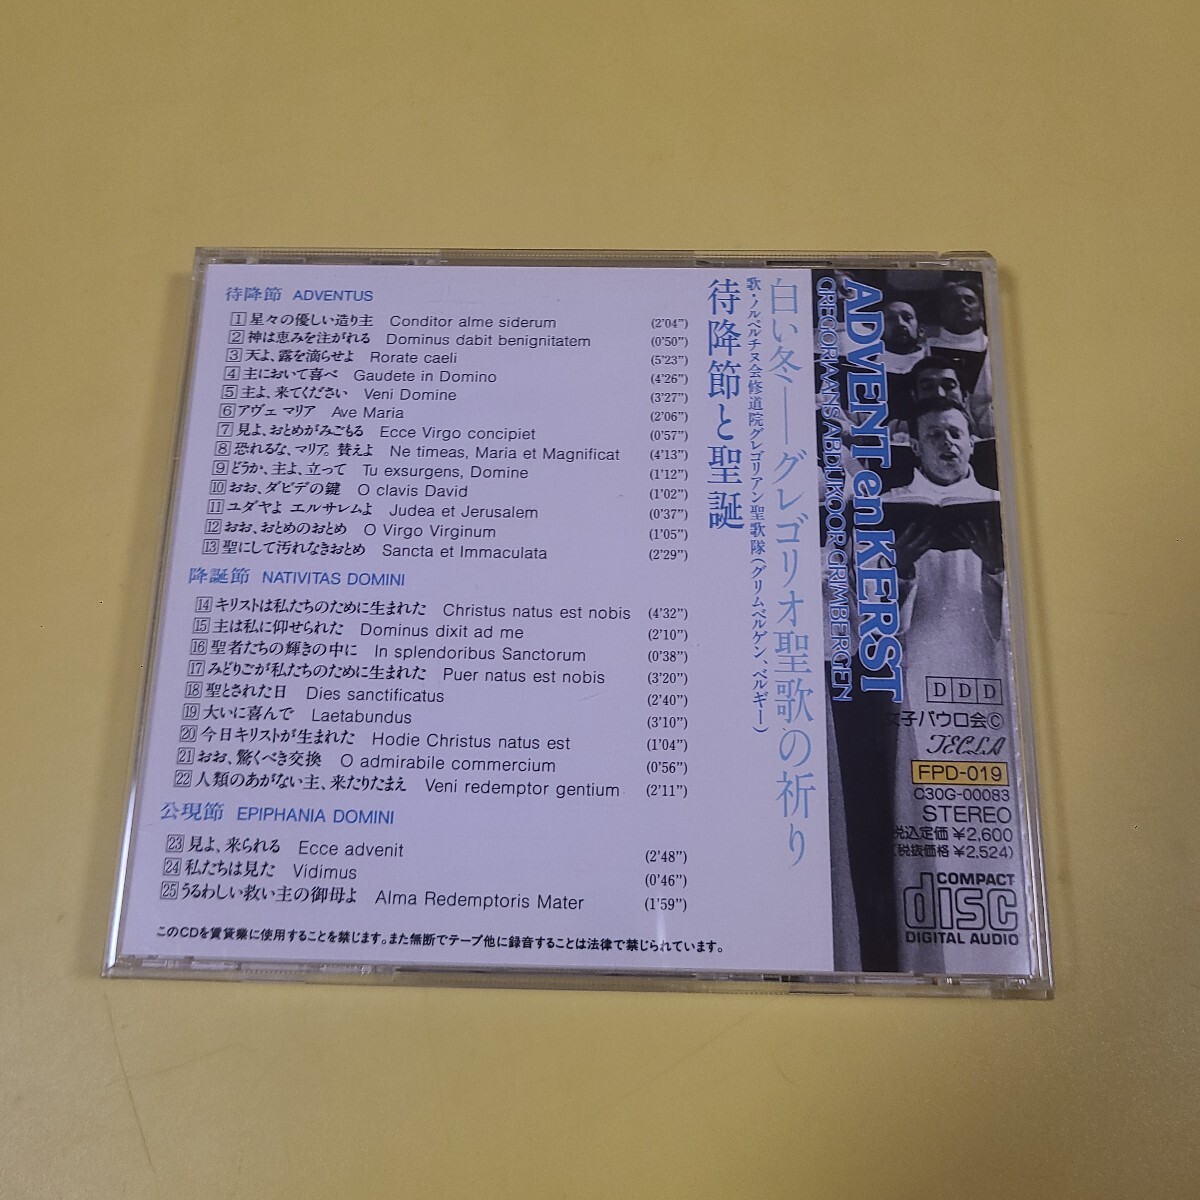 待降節 ADVENTUS
1 星々の優しい造り主 Conditor alme siderum (2'04")
2 神は恵みを注がれる Dominus dabit benignitatem (0'50")
3 天よ、露を滴らせよ Rorate caeli (5'23)
4 主において喜べ Gaudete in Domino (4'26")
5 主よ、来てください Veni Domine (3'27")
6 アヴェ マリア Ave Maria (2'06)
7 見よ、おとめがみごもる Ecce Virgo concipiet (0'57")
8 恐れるな、マリア。賛えよ Ne timeas, Maria et Magnificat (4'13")
9 どうか、主よ、立って Tu exsurgens, Domine (1'12")
10 おお、ダビデの鍵 O clavis David (1'02")
11 ユダヤよ エルサレムよ Judea et Jerusalem (0'37")
12 おお、おとめのおとめ O Virgo Virginum (1'05")
13 聖にして汚れなきおとめ Sancta et Immaculata (2'29")
降誕節 NATIVITAS DOMINI
14 キリストは私たちのために生まれた Christus natus est nobis (4'32")
15 主は私に仰せられた Dominus dixit ad me (2'10")
16 聖者たちの輝きの中に In splendoribus Sanctorum (0'38")
17 みどりごが私たちのために生まれた Puer natus est nobis (3'20")
18 聖とされた日 Dies sanctificatus (2'40")
19 大いに喜んで Laetabundus (3'10")
20 今日キリストが生まれた Hodie Christus natus est (1'04")
21 おお、驚くべき交換 O admirabile commercium (0'56")
22 人類のあがない主、来たりたまえ Veni redemptor gentium (2'11")
公現節 EPIPHANIA DOMINI
23 見よ、来られる Ecce advenit (2'48")
24 私たちは見た Vidimus (0'46")
25 うるわしい救い主の御母よ Alma Redemptoris Mater (1'59")
このCDを賃貸業に使用することを禁じます。また無断でテープ他に録音することは法律で禁じられています。
白い冬──グレゴリオ聖歌の祈り
歌・ノルベルチヌ会修道院グレゴリアン聖歌隊(グリムベルゲン、ベルギー)
待降節と聖誕
ADVENT en KERST
GREGORIAANS ABDIJKOOR GRIMBERGEN
DDD
女子パウロ会©
TECLA
FPD-019
C30G-00083
STEREO
税込定価 ¥2,600
(税抜価格 ¥2,524)
COMPACT
disc
DIGITAL AUDIO